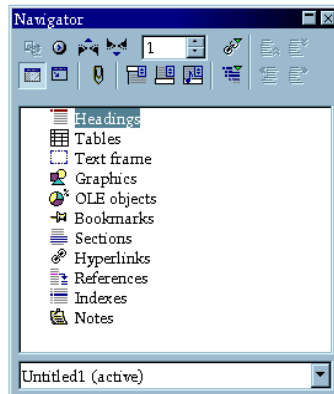 Navigator
1
Headings
Tables
Text frame
Graphics
OLE objects
Bookmarks
Sections
Hyperlinks
References
Indexes
Notes
Untitled1 (active)